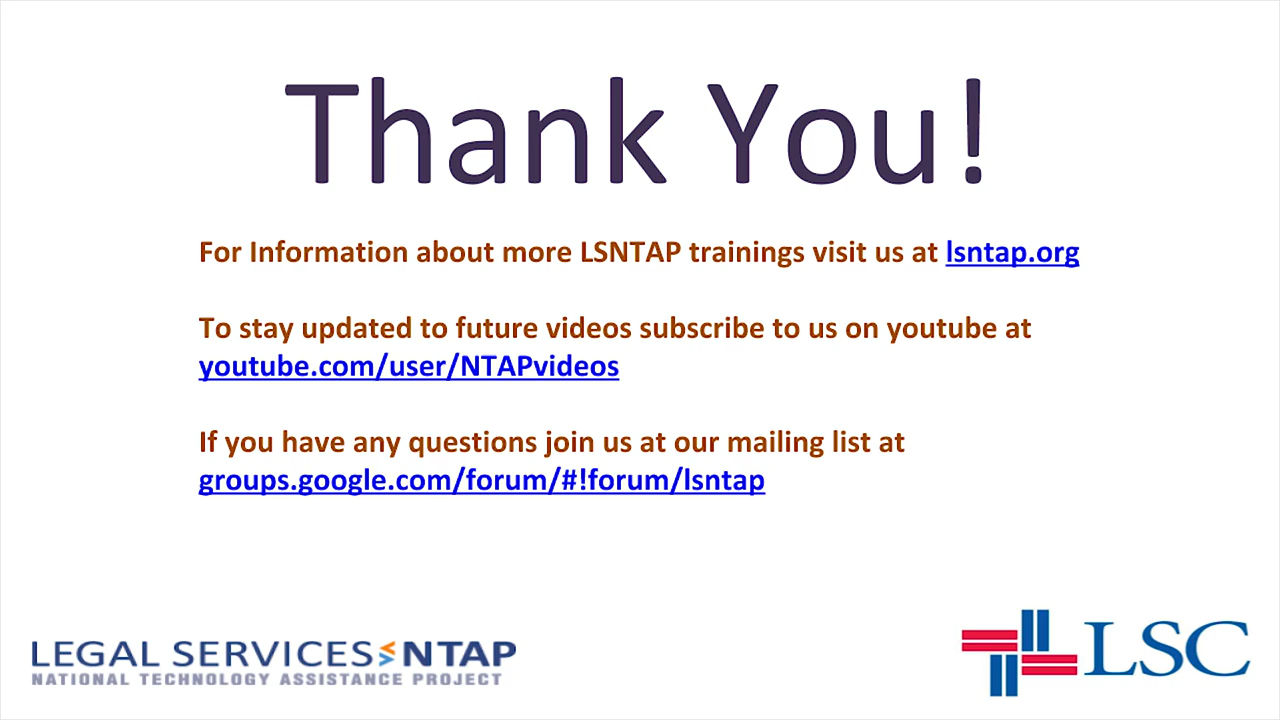 Thank You!
For Information about more LSNTAP trainings visit us at lsntap.org
To stay updated to future videos subscribe to us on youtube at
youtube.com/user/NTAPvideos
If you have any questions join us at our mailing list at
groups.google.com/forum/#!forum/lsntap
LEGAL SERVICES NTAP
NATIONAL TECHNOLOGY ASSISTANCE PROJECT
LSC